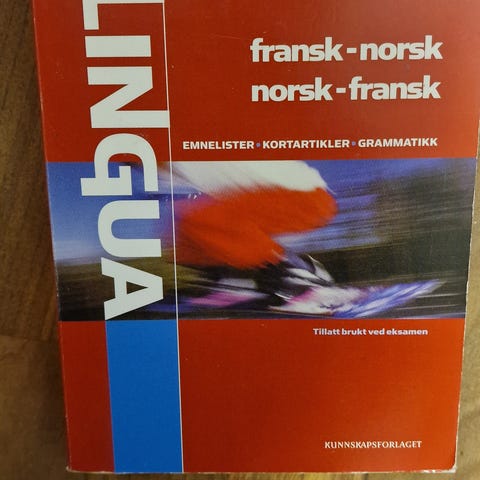 LINGUA
fransk-norsk
norsk-fransk
EMNELISTER • KORTARTIKLER • GRAMMATIKK
Tillatt brukt ved eksamen
KUNNSKAPSFORLAGET